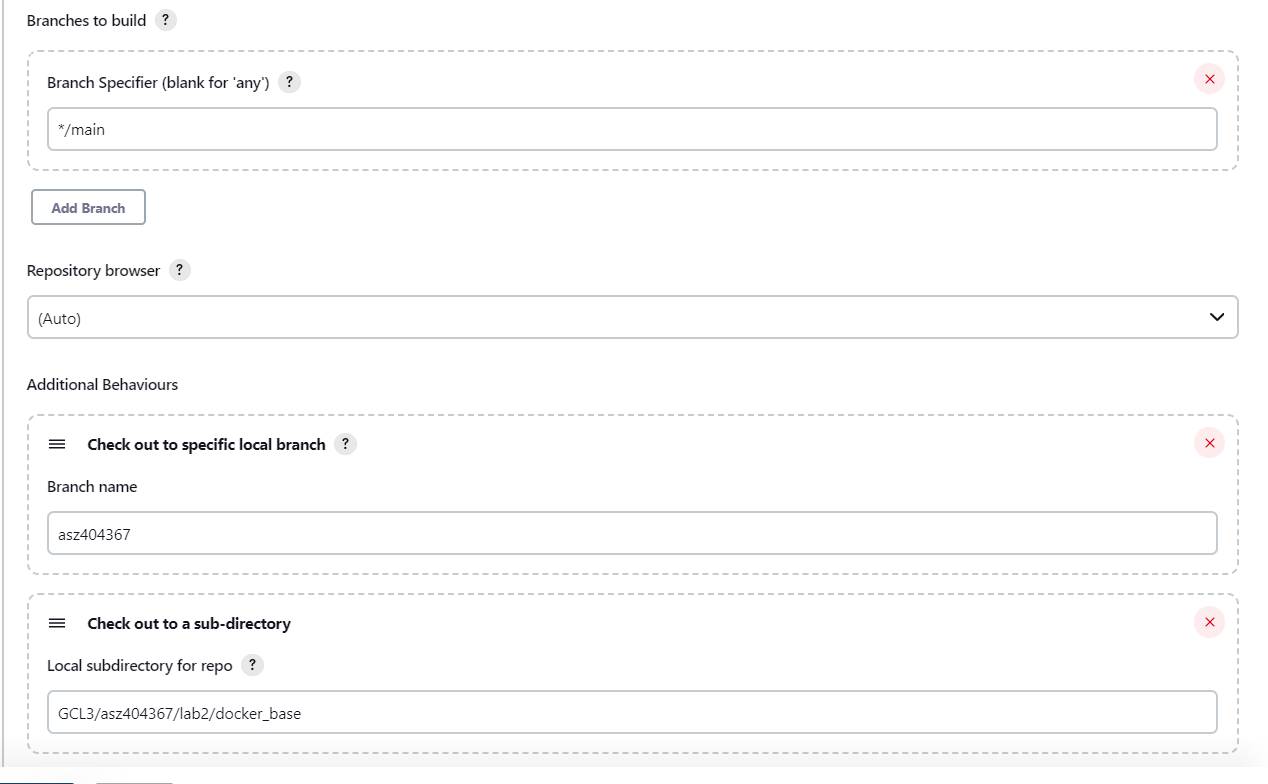 Branches to build ?
Branch Specifier (blank for 'any') ?
*/main
Add Branch
Repository browser ?
(Auto)
Additional Behaviours
Check out to specific local branch ?
Branch name
asz404367
Check out to a sub-directory
Local subdirectory for repo ?
GCL3/asz404367/lab2/docker_base